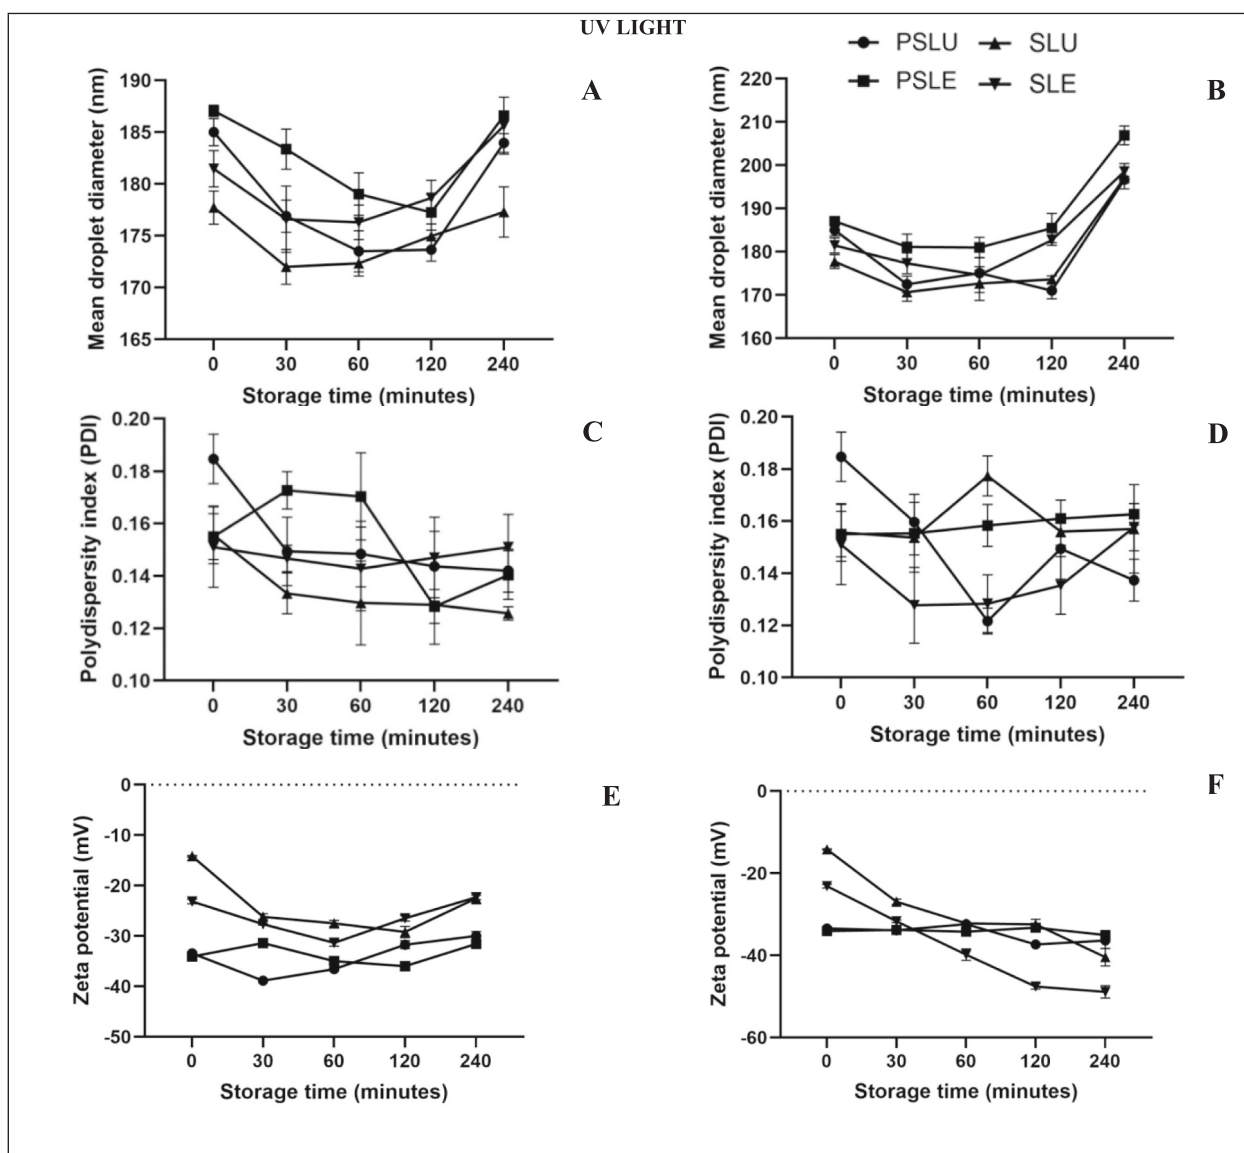 UV LIGHT
PSLU
SLU
PSLE
SLE
A
Mean droplet diameter (nm)
190
185
180
175
170
165
0 30 60 120 240
Storage time (minutes)
B
Mean droplet diameter (nm)
220
210
200
190
180
170
160
0 30 60 120 240
Storage time (minutes)
C
Polydispersity index (PDI)
0.20
0.18
0.16
0.14
0.12
0.10
0 30 60 120 240
Storage time (minutes)
D
Polydispersity index (PDI)
0.20
0.18
0.16
0.14
0.12
0.10
0 30 60 120 240
Storage time (minutes)
E
Zeta potential (mV)
0
-10
-20
-30
-40
-50
0 30 60 120 240
Storage time (minutes)
F
Zeta potential (mV)
0
-20
-40
-60
0 30 60 120 240
Storage time (minutes)